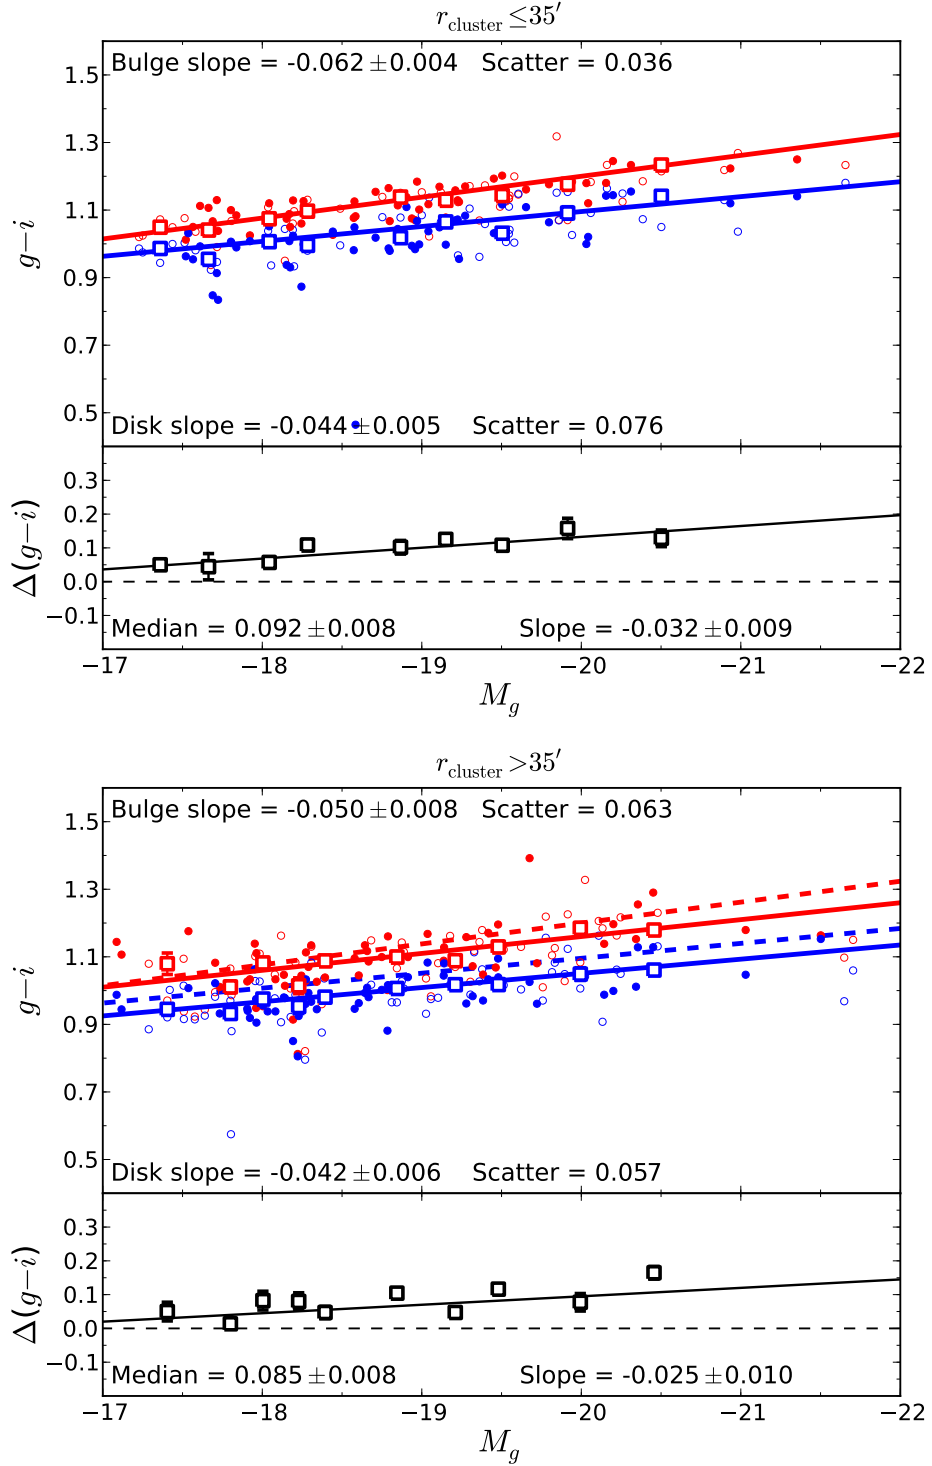 r_cluster ≤35′
Bulge slope = -0.062 ±0.004 Scatter = 0.036
1.5
1.3
1.1
0.9
0.7
0.5
g−i
Disk slope = -0.044 ±0.005 Scatter = 0.076
0.3
0.2
0.1
0.0
−0.1
Δ(g−i)
Median = 0.092 ±0.008 Slope = -0.032 ±0.009
−17 −18 −19 −20 −21 −22
M_g
r_cluster >35′
Bulge slope = -0.050 ±0.008 Scatter = 0.063
1.5
1.3
1.1
0.9
0.7
0.5
g−i
Disk slope = -0.042 ±0.006 Scatter = 0.057
0.3
0.2
0.1
0.0
−0.1
Δ(g−i)
Median = 0.085 ±0.008 Slope = -0.025 ±0.010
−17 −18 −19 −20 −21 −22
M_g